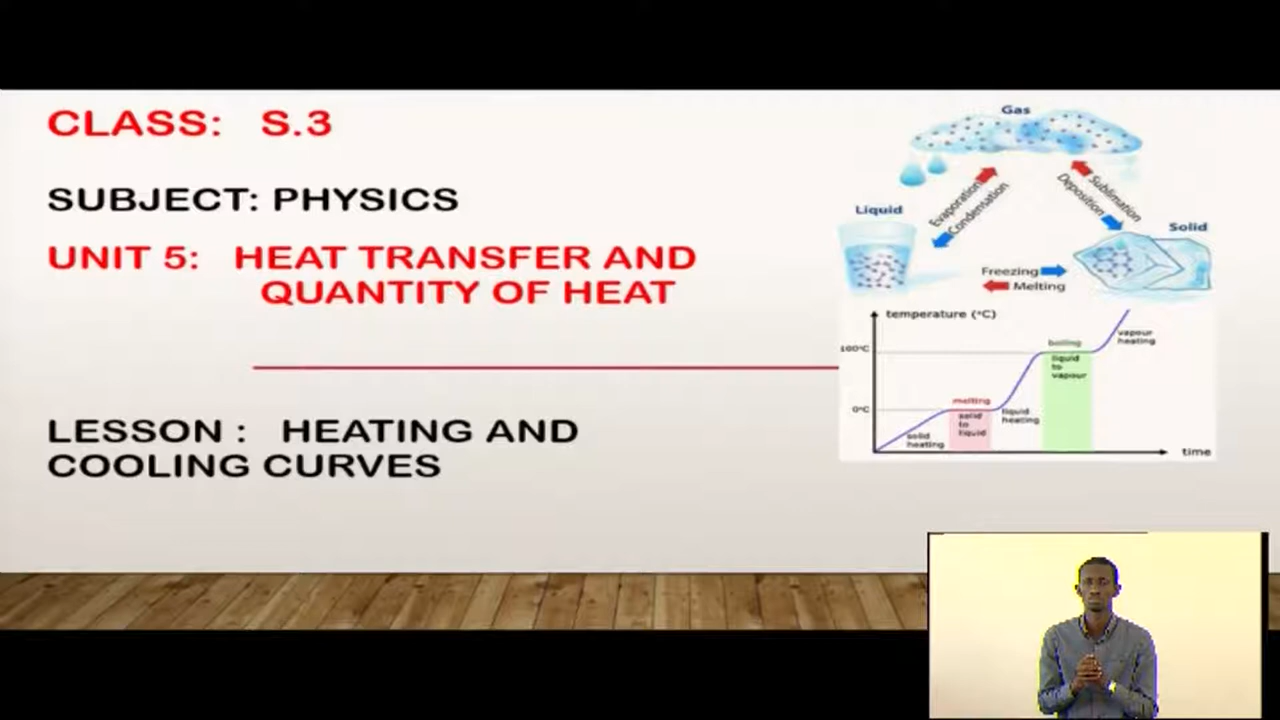 CLASS: S.3
SUBJECT: PHYSICS
UNIT 5: HEAT TRANSFER AND
QUANTITY OF HEAT
LESSON : HEATING AND
COOLING CURVES
Gas
Evaporation
Condensation
Sublimation
Deposition
Liquid
Solid
Freezing
Melting
temperature (°C)
100°C
0°C
boiling
liquid
to
vapour
vapour
heating
melting
solid
to
liquid
liquid
heating
solid
heating
time